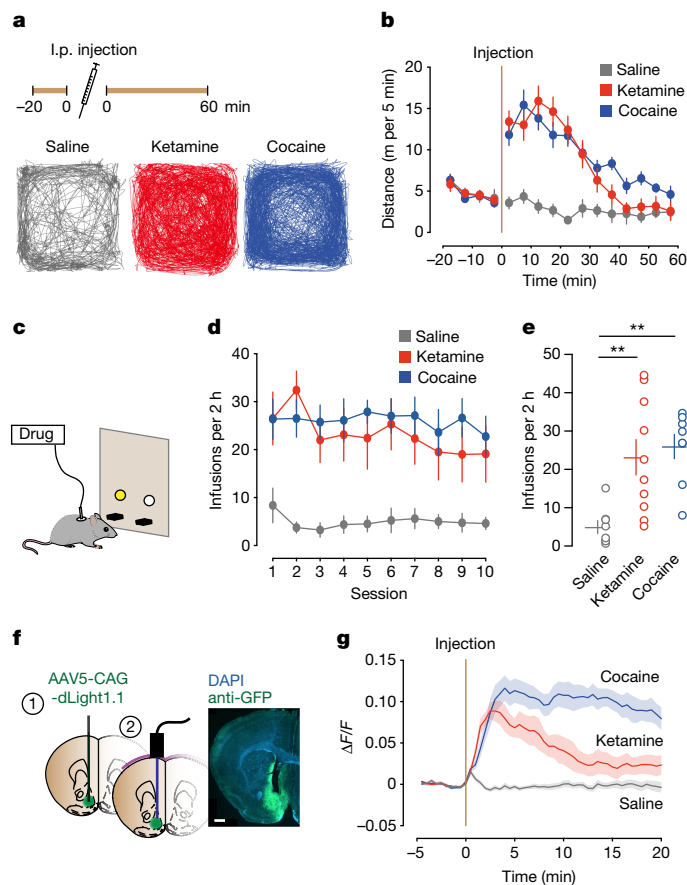 a
I.p. injection
–20 0 0 60 min
Saline Ketamine Cocaine
b
Injection
Saline
Ketamine
Cocaine
Distance (m per 5 min)
20
15
10
5
0
–20 –10 0 10 20 30 40 50 60
Time (min)
c
Drug
d
Saline
Ketamine
Cocaine
Infusions per 2 h
40
30
20
10
0
1 2 3 4 5 6 7 8 9 10
Session
e
**
**
Infusions per 2 h
50
40
30
20
10
0
Saline
Ketamine
Cocaine
f
AAV5-CAG
-dLight1.1
1
2
DAPI
anti-GFP
g
Injection
ΔF/F
0.15
0.10
0.05
0
–0.05
Cocaine
Ketamine
Saline
–5 0 5 10 15 20
Time (min)